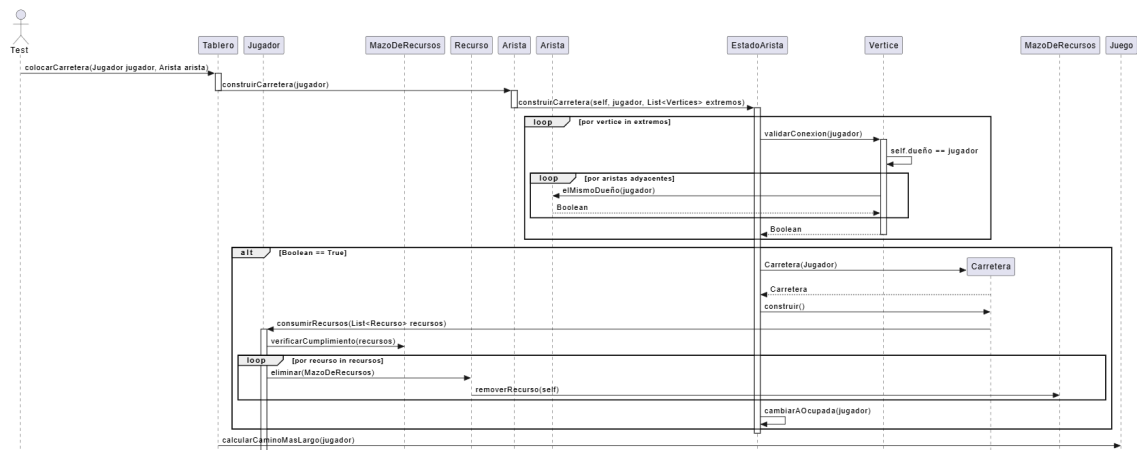 Test
Tablero
Jugador
MazoDeRecursos
Recurso
Arista
Arista
EstadoArista
Vertice
MazoDeRecursos
Juego
colocarCarretera(Jugador jugador, Arista arista)
construirCarretera(jugador)
construirCarretera(self, jugador, List<Vertices> extremos)
loop [por vertice in extremos]
validarConexion(jugador)
self.dueño == jugador
loop [por aristas adyacentes]
elMismoDueño(jugador)
Boolean
Boolean
alt [Boolean == True]
Carretera(Jugador)
Carretera
Carretera
construir()
consumirRecursos(List<Recurso> recursos)
verificarCumplimiento(recursos)
loop [por recurso in recursos]
eliminar(MazoDeRecursos)
removerRecurso(self)
cambiarAOcupada(jugador)
calcularCaminoMasLargo(jugador)